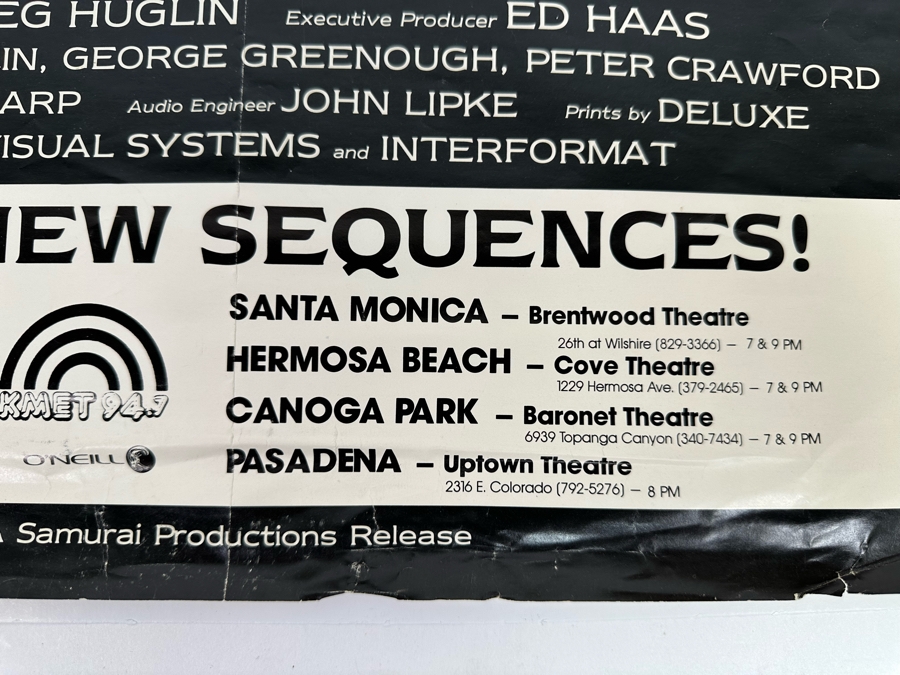 EG HUGLIN Executive Producer ED HAAS
IN, GEORGE GREENOUGH, PETER CRAWFORD
ARP Audio Engineer JOHN LIPKE Prints by DELUXE
VISUAL SYSTEMS and INTERFORMAT
NEW SEQUENCES!
SANTA MONICA – Brentwood Theatre
26th at Wilshire (829-3366) – 7 & 9 PM
HERMOSA BEACH – Cove Theatre
1229 Hermosa Ave. (379-2465) – 7 & 9 PM
CANOGA PARK – Baronet Theatre
6939 Topanga Canyon (340-7434) – 7 & 9 PM
PASADENA – Uptown Theatre
2316 E. Colorado (792-5276) – 8 PM
KMET 94.7
O'NEILL
A Samurai Productions Release